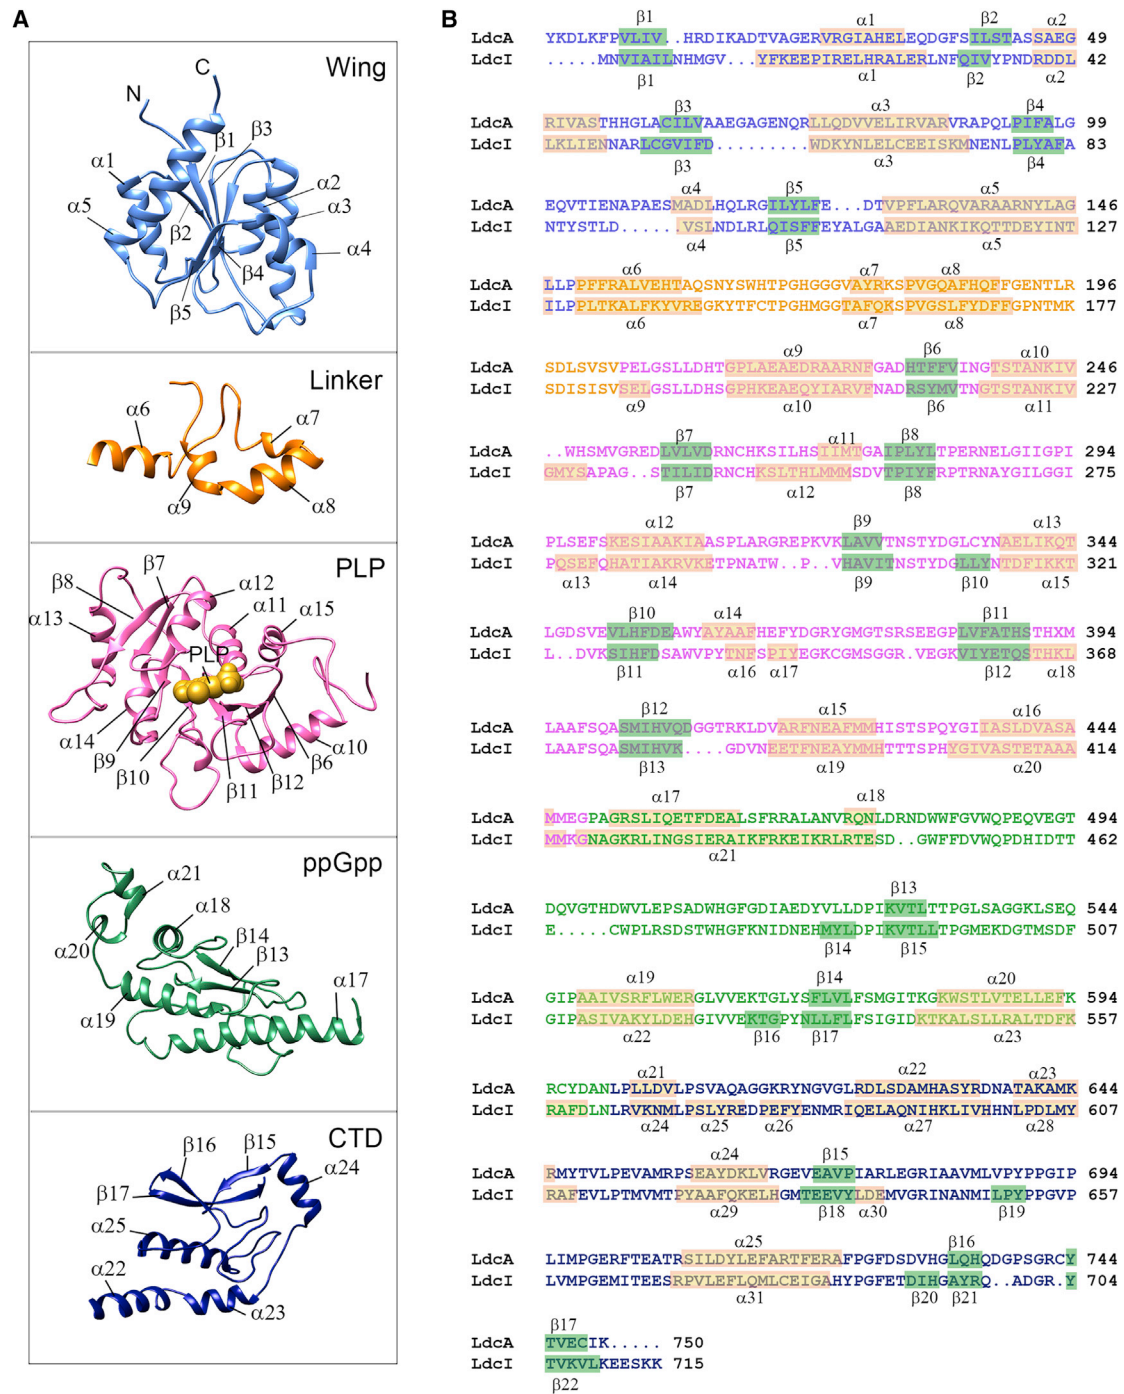 A
Wing
C
N
β1
β3
α1
α2
α5
α3
β2
α4
β4
β5
Linker
α6
α7
α9
α8
PLP
β7
β8
α12
α11
α15
α13
PLP
α14
α10
β9
β6
β10
β12
β11
ppGpp
α21
α18
β14
α20
β13
α17
α19
CTD
β16
β15
α24
β17
α25
α22
α23
B
β1 α1 β2 α2
LdcA YKDLKFPVLIV..HRDIKADTVAGERVRGIAHELEQDGFSILSTASSAEG 49
LdcI .....MNVIAILNHMGV...YFKEEPIRELHRALERLNFQIVYPNDRDDL 42
β1 α1 β2 α2
β3 α3 β4
LdcA RIVASTHHGLACILVAAEGAGENQRLLQDVVELIRVARVRAPQLPIFALG 99
LdcI LKLIENNARLCGVIFD.........WDKYNLELCEEISKMNENLPLYAFA 83
β3 α3 β4
α4 β5 α5
LdcA EQVTIENAPAESMADLHQLRGILYLFE...DTVPFLARQVARAARNYLAG 146
LdcI NTYSTLD.....VSLNDLRLQISFFEYALGAAEDIANKIKQTTDEYINT 127
α4 β5 α5
α6 α7 α8
LdcA LLPPFFRALVEHTAQSNYSWHTPGHGGGVAYRKSPVGQAFHQFFGENTLR 196
LdcI ILPPLTKALFKYVREGKYTFCTPGHMGGTAFQKSPVGSLFYDFFGPNTMK 177
α6 α7 α8
α9 β6 α10
LdcA SDLSVSVPELGSLLDHTGPLAEAEDRAARNFGADHTFFVINGTSTANKIV 246
LdcI SDISISVSELGSLLDHSGPHKEAEQYIARVFNADRSYMVTNGTSTANKIV 227
α9 α10 β6 α11
β7 α11 β8
LdcA ..WHSMVGREDLVLVDRNCHKSILHSIIMTGAIPLYLTPERNELGIIGPI 294
LdcI GMYSAPAG..STILIDRNCHKSLTHLMMMSDVTPIYFRPTRNAYGILGGI 275
β7 α12 β8
α12 β9 α13
LdcA PLSEFSKESIAAKIAASPLARGREPKVKLAVVTNSTYDGLCYNAELIKQT 344
LdcI PQSEFQHATIAKRVKETPNATW..P..VHAVITNSTYDGLLYNTDFIKKT 321
α13 α14 β9 β10 α15
β10 α14 β11
LdcA LGDSVEVLHFDEAWYAYAAFHEFYDGRYGMGTSRSEEGPLVFATHSTHXM 394
LdcI L..DVKSIHFDSAWVPYTNFSPIYEGKCGMSGGR.VEGKVIYETQSTHKL 368
β11 α16 α17 β12 α18
β12 α15 α16
LdcA LAAFSQASMIHVQDGGTRKLDVARFNEAFMMHISTSPQYGIIASLDVASA 444
LdcI LAAFSQASMIHVK....GDVNEETFNEAYMMHTTTSPHYGIVASTETAAA 414
β13 α19 α20
α17 α18
LdcA MMEGPAGRSLIQETFDEALSFRRALANVRQNLDRNDWWFGVWQPEQVEGT 494
LdcI MMKGNAGKRLINGSIERAIKFRKEIKRLRTESD..GWFFDVWQPDHIDTT 462
α21
β13
LdcA DQVGTHDWVLEPSADWHGFGDIAEDYVLLDPIKVTLTTPGLSAGGKLSEQ 544
LdcI E.....CWPLRSDSTWHGFKNIDNEHMYLDPIKVTLLTPGMEKDGTMSDF 507
β14 β15
α19 β14 α20
LdcA GIPAAIVSRFLWERGLVVEKTGLYSFLVLFSMGITKGKWSTLVTELLEFK 594
LdcI GIPASIVAKYLDEHGIVVEKTGPYNLLFLFSIGIDKTKALSLLRALTDFK 557
α22 β16 β17 α23
α21 α22 α23
LdcA RCYDANLPLLDVLPSVAQAGGKRYNGVGLRDLSDAMHASYRDNATAKAMK 644
LdcI RAFDLNLRVKNMLPSLYREDPEFYENMRIQELAQNIHKLIVHHNLPDLMY 607
α24 α25 α26 α27 α28
α24 β15
LdcA RMYTVLPEVAMRPSEAYDKLVRGEVEAVPIARLEGRIAAVMLVPYPPGIP 694
LdcI RAFEVLPTMVMTPYAAFQKELHGMTEEVYLDEMVGRINANMILPYPPGVP 657
α29 β18 α30 β19
α25 β16
LdcA LIMPGERFTEATRSILDYLEFARTFERAFPGFDSDVHGLQHQDGPSGRCY 744
LdcI LVMPGEMITEESRPVLEFLQMLCEIGAHYPGFETDIHGAYRQ..ADGR.Y 704
α31 β20 β21
β17
LdcA TVECIK..... 750
LdcI TVKVLKEESKK 715
β22